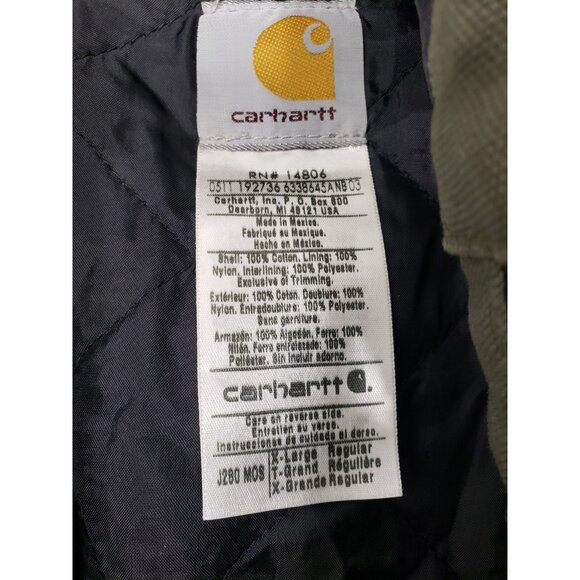 carhartt
RN# 14806
0511 192736 6338645ANB 03
Carhartt, Inc. P. O. Box 600
Dearborn, MI 48121 USA
Made in Mexico.
Fabriqué au Mexique.
Hecho en México.
Shell: 100% Cotton. Lining: 100%
Nylon, Interlining: 100% Polyester.
Exclusive of Trimming.
Extérieur: 100% Coton. Doublure: 100%
Nylon. Entredoublure: 100% Polyester.
Sans garniture.
Armazón: 100% Algodón. Forro: 100%
Nilón. Forro entrelazado: 100%
Poliéster. Sin incluir adorno.
carhartt
Care on reverse side.
Entretien au verso.
Instrucciones de cuidado al dorso.
J280 MOS
X-Large Regular
T-Grand Régulière
X-Grande Regular